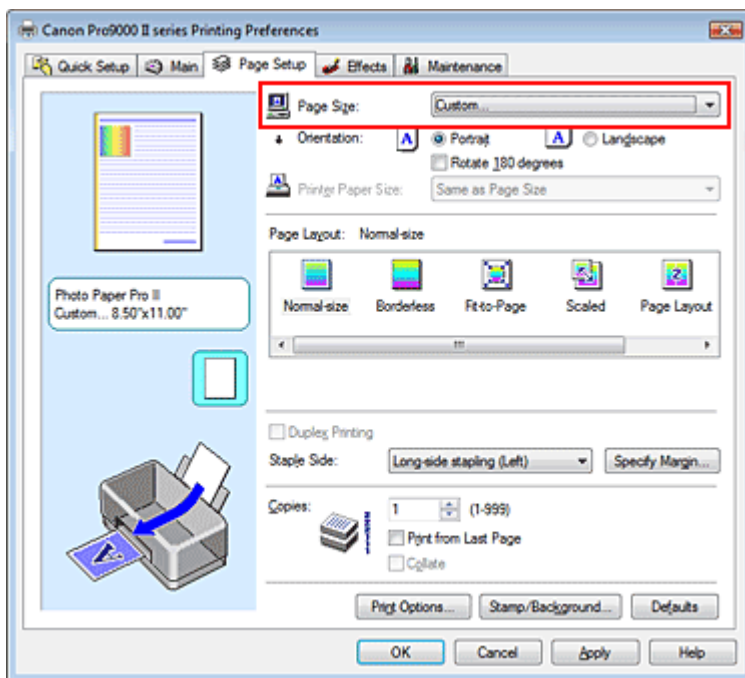 Canon Pro9000 II series Printing Preferences
Quick Setup Main Page Setup Effects Maintenance
Page Size: Custom...
Orientation: A Portrait A Landscape
Rotate 180 degrees
Printer Paper Size: Same as Page Size
Page Layout: Normal-size
Normal-size Borderless Fit-to-Page Scaled Page Layout
Photo Paper Pro II
Custom... 8.50"x11.00"
Duplex Printing
Staple Side: Long-side stapling (Left) Specify Margin...
Copies: 1 (1-999)
Print from Last Page
Collate
Print Options... Stamp/Background... Defaults
OK Cancel Apply Help